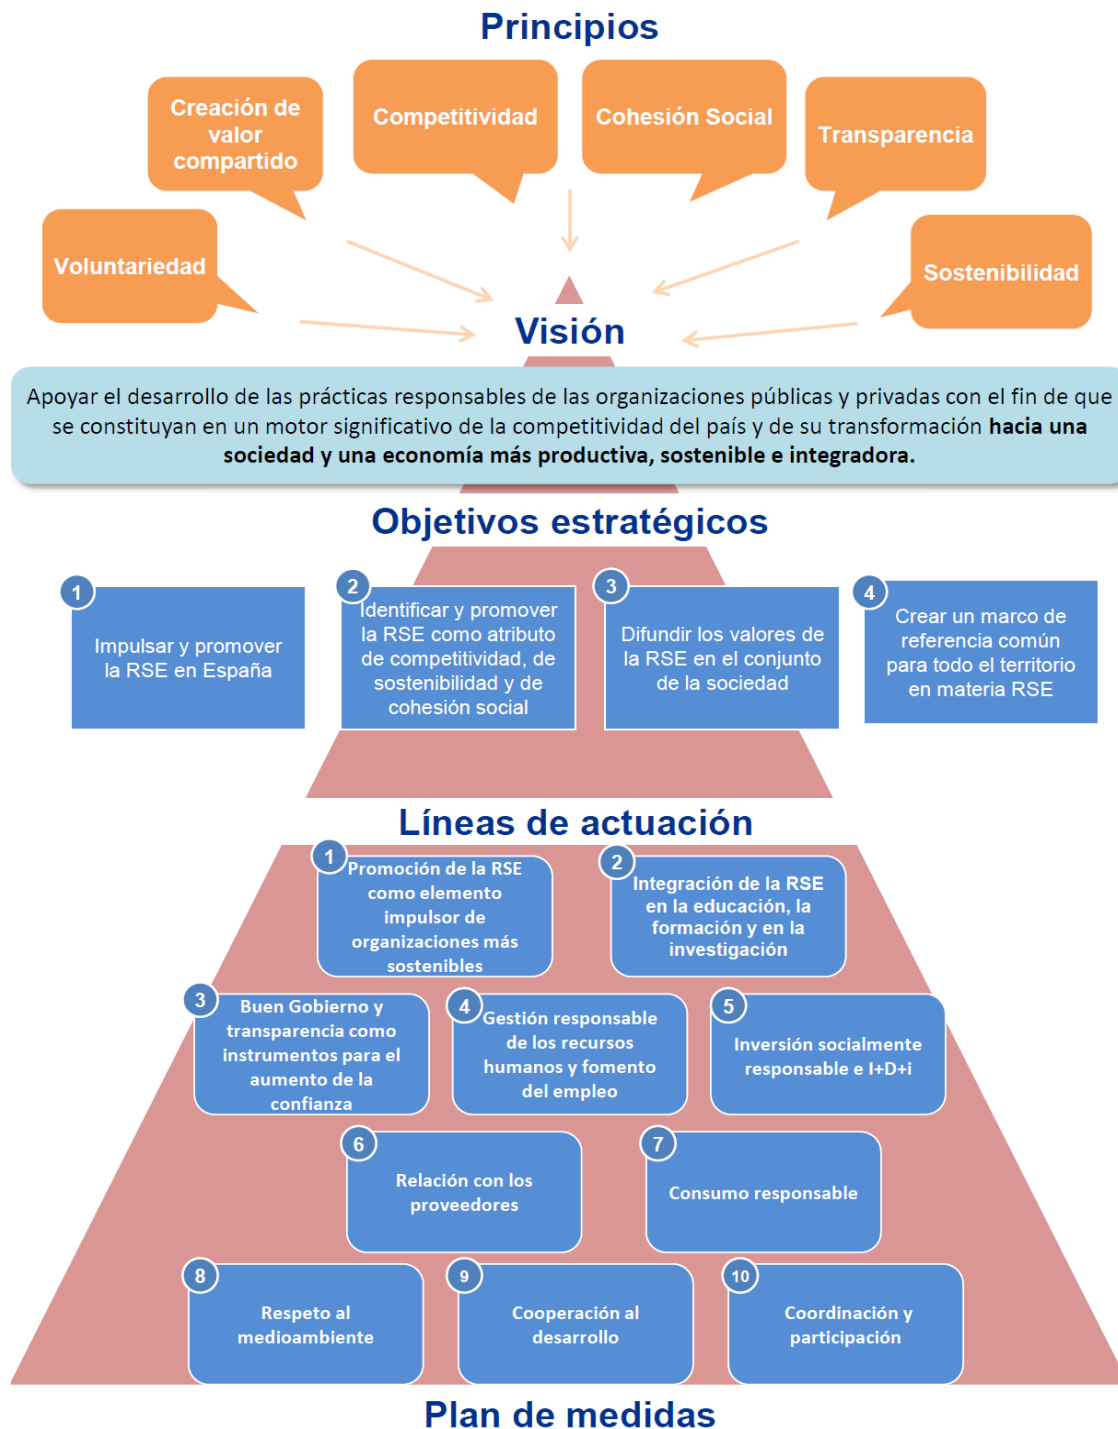 Principios
Creación de
valor
compartido
Competitividad
Cohesión Social
Transparencia
Voluntariedad
Sostenibilidad
Visión
Apoyar el desarrollo de las prácticas responsables de las organizaciones públicas y privadas con el fin de que
se constituyan en un motor significativo de la competitividad del país y de su transformación hacia una
sociedad y una economía más productiva, sostenible e integradora.
Objetivos estratégicos
1
Impulsar y promover
la RSE en España
2
Identificar y promover
la RSE como atributo
de competitividad, de
sostenibilidad y de
cohesión social
3
Difundir los valores de
la RSE en el conjunto
de la sociedad
4
Crear un marco de
referencia común
para todo el territorio
en materia RSE
Líneas de actuación
1
Promoción de la RSE
como elemento
impulsor de
organizaciones más
sostenibles
2
Integración de la RSE
en la educación, la
formación y en la
investigación
3
Buen Gobierno y
transparencia como
instrumentos para el
aumento de la
confianza
4
Gestión responsable
de los recursos
humanos y fomento
del empleo
5
Inversión socialmente
responsable e I+D+i
6
Relación con los
proveedores
7
Consumo responsable
8
Respeto al
medioambiente
9
Cooperación al
desarrollo
10
Coordinación y
participación
Plan de medidas